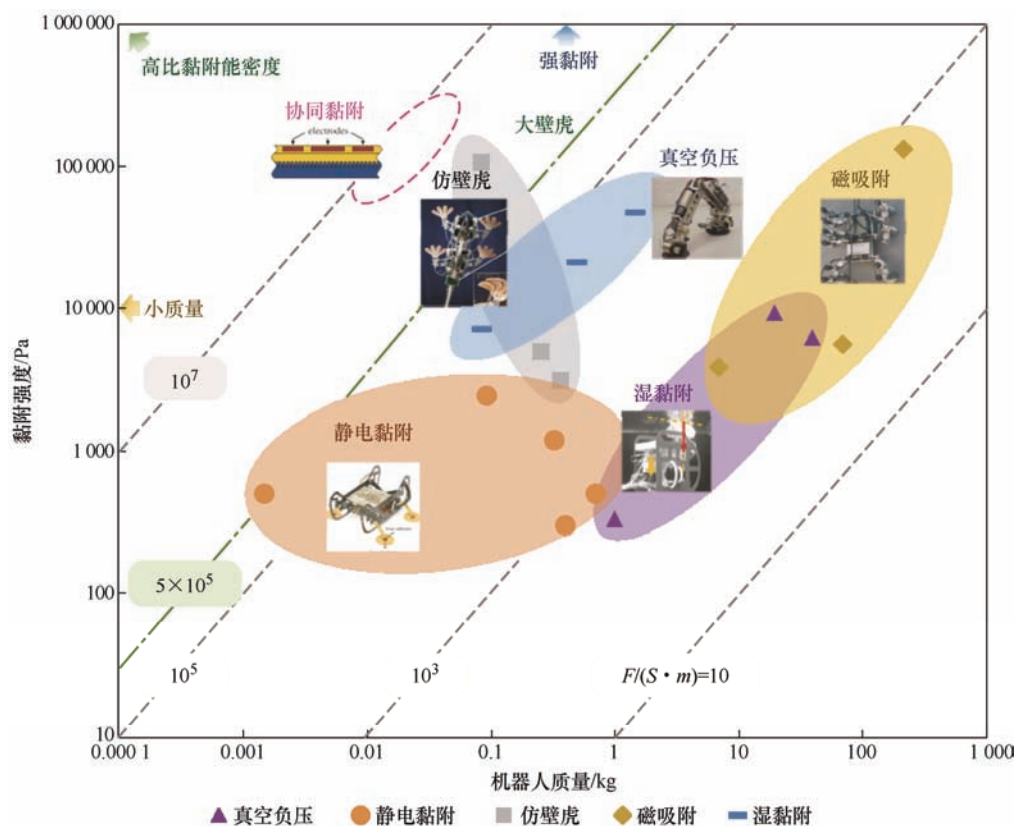 1 000 000
高比黏附能密度
强黏附
协同黏附
electrodes
大壁虎
100 000
仿壁虎
真空负压
磁吸附
10 000
小质量
10⁷
黏附强度/Pa
1 000
静电黏附
湿黏附
5×10⁵
100
10⁵
10³
F/(S·m)=10
10
0.000 1
0.001
0.01
0.1
1
10
100
1 000
机器人质量/kg
真空负压
静电黏附
仿壁虎
磁吸附
湿黏附